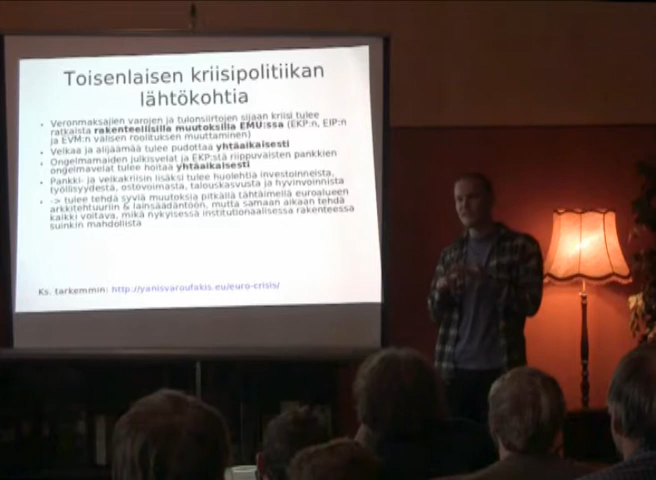 Toisenlaisen kriisipolitiikan
lähtökohtia
• Veronmaksajien varojen ja tulonsiirtojen sijaan kriisi tulee
ratkaista rakenteellisilla muutoksilla EMU:ssa (EKP:n, EIP:n
ja EVM:n välisen roolituksen muuttaminen)
• Velkaa ja alijäämää tulee pudottaa yhtäaikaisesti
• Ongelmamaiden julkisvelat ja EKP:stä riippuvaisten pankkien
ongelmavelat tulee hoitaa yhtäaikaisesti
• Pankki- ja velkakriisin lisäksi tulee huolehtia investoinneista,
työllisyydestä, ostovoimasta, talouskasvusta ja hyvinvoinnista
• -> tulee tehdä syviä muutoksia pitkällä tähtäimellä euroalueen
arkkitehtuuriin & lainsäädäntöön, mutta samaan aikaan tehdä
kaikki voitava, mikä nykyisessä institutionaalisessa rakenteessa
suinkin mahdollista
Ks. tarkemmin: http://yanisvaroufakis.eu/euro-crisis/